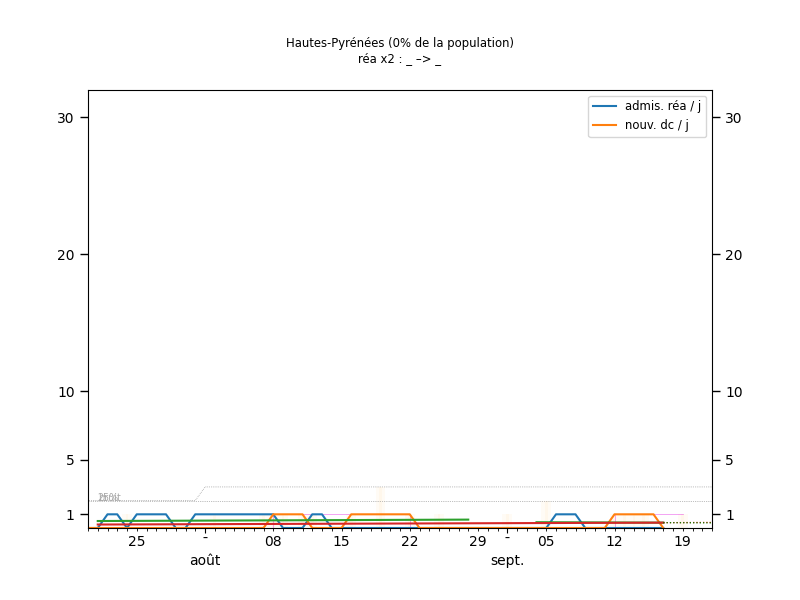 Hautes-Pyrénées (0% de la population)
réa x2 : _ –> _
admis. réa / j
nouv. dc / j
30 30
20 20
10 10
5 5
1 1
25 - 08 15 22 29 - 05 12 19
août sept.